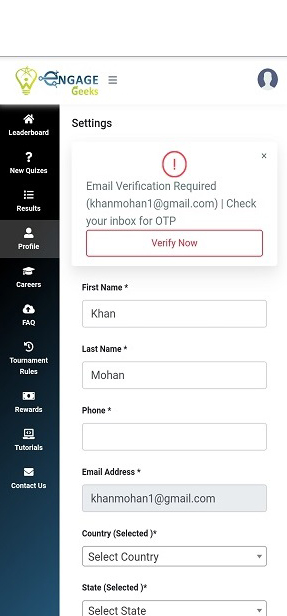 ENGAGE
Geeks
Settings
Leaderboard
New Quizes
Results
Profile
Careers
FAQ
Tournament
Rules
Rewards
Tutorials
Contact Us
×
Email Verification Required
(khanmohan1@gmail.com) | Check
your inbox for OTP
Verify Now
First Name *
Khan
Last Name *
Mohan
Phone *
Email Address *
khanmohan1@gmail.com
Country (Selected )*
Select Country
State (Selected )*
Select State